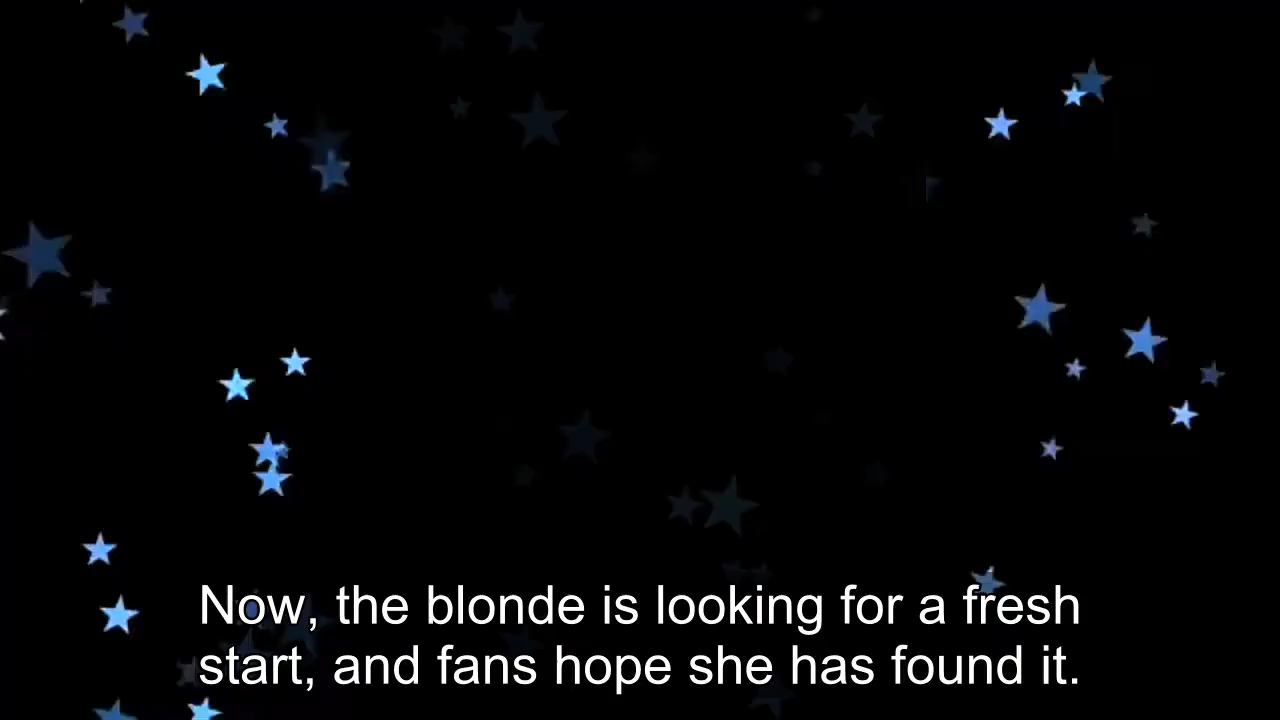 Now, the blonde is looking for a fresh
start, and fans hope she has found it.